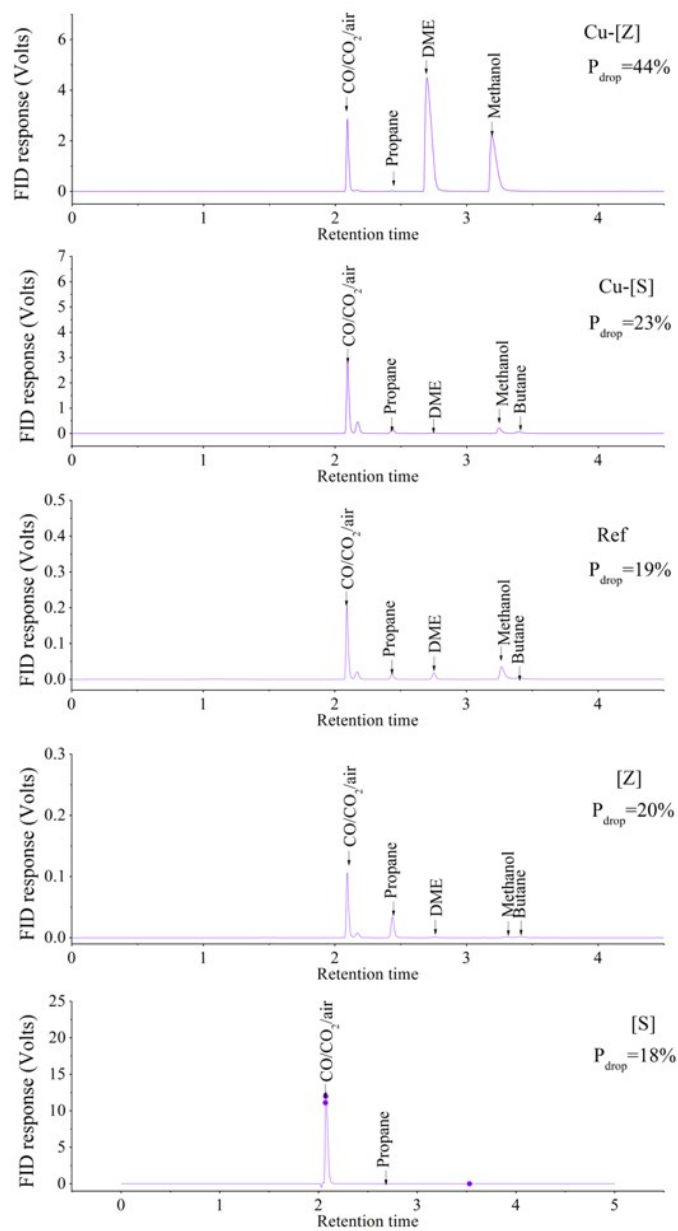 Cu-[Z]
P_drop=44%
FID response (Volts)
6
4
2
0
CO/CO₂/air
Propane
DME
Methanol
0 1 2 3 4
Retention time
Cu-[S]
P_drop=23%
FID response (Volts)
7
6
5
4
3
2
1
0
CO/CO₂/air
Propane
DME
Methanol
Butane
0 1 2 3 4
Retention time
Ref
P_drop=19%
FID response (Volts)
0.5
0.4
0.3
0.2
0.1
0.0
CO/CO₂/air
Propane
DME
Methanol
Butane
0 1 2 3 4
Retention time
[Z]
P_drop=20%
FID response (Volts)
0.3
0.2
0.1
0.0
CO/CO₂/air
Propane
DME
Methanol
Butane
0 1 2 3 4
Retention time
[S]
P_drop=18%
FID response (Volts)
25
20
15
10
5
0
CO/CO₂/air
Propane
0 1 2 3 4 5
Retention time